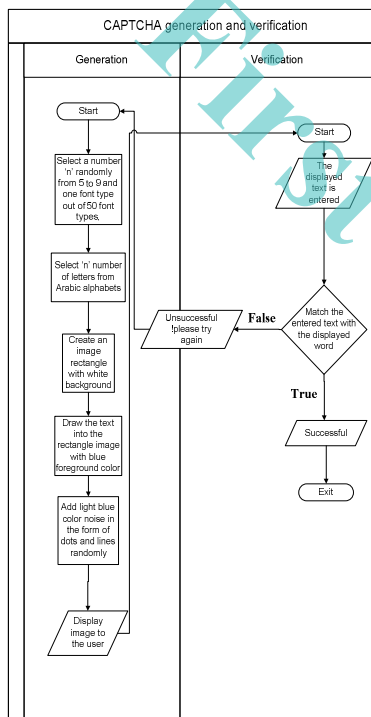 CAPTCHA generation and verification
Generation
Verification
Start
Select a number
‘n’ randomly
from 5 to 9 and
one font type
out of 50 font
types.
Select ‘n’ number
of letters from
Arabic alphabets
Create an
image
rectangle
with white
background
Draw the text
into the
rectangle image
with blue
foreground color
Add light blue
color noise in
the form of
dots and lines
randomly
Display
image to
the user
Start
The
displayed
text is
entered
Match the
entered text with
the displayed
word
False
Unsuccessful
!please try
again
True
Successful
Exit
First